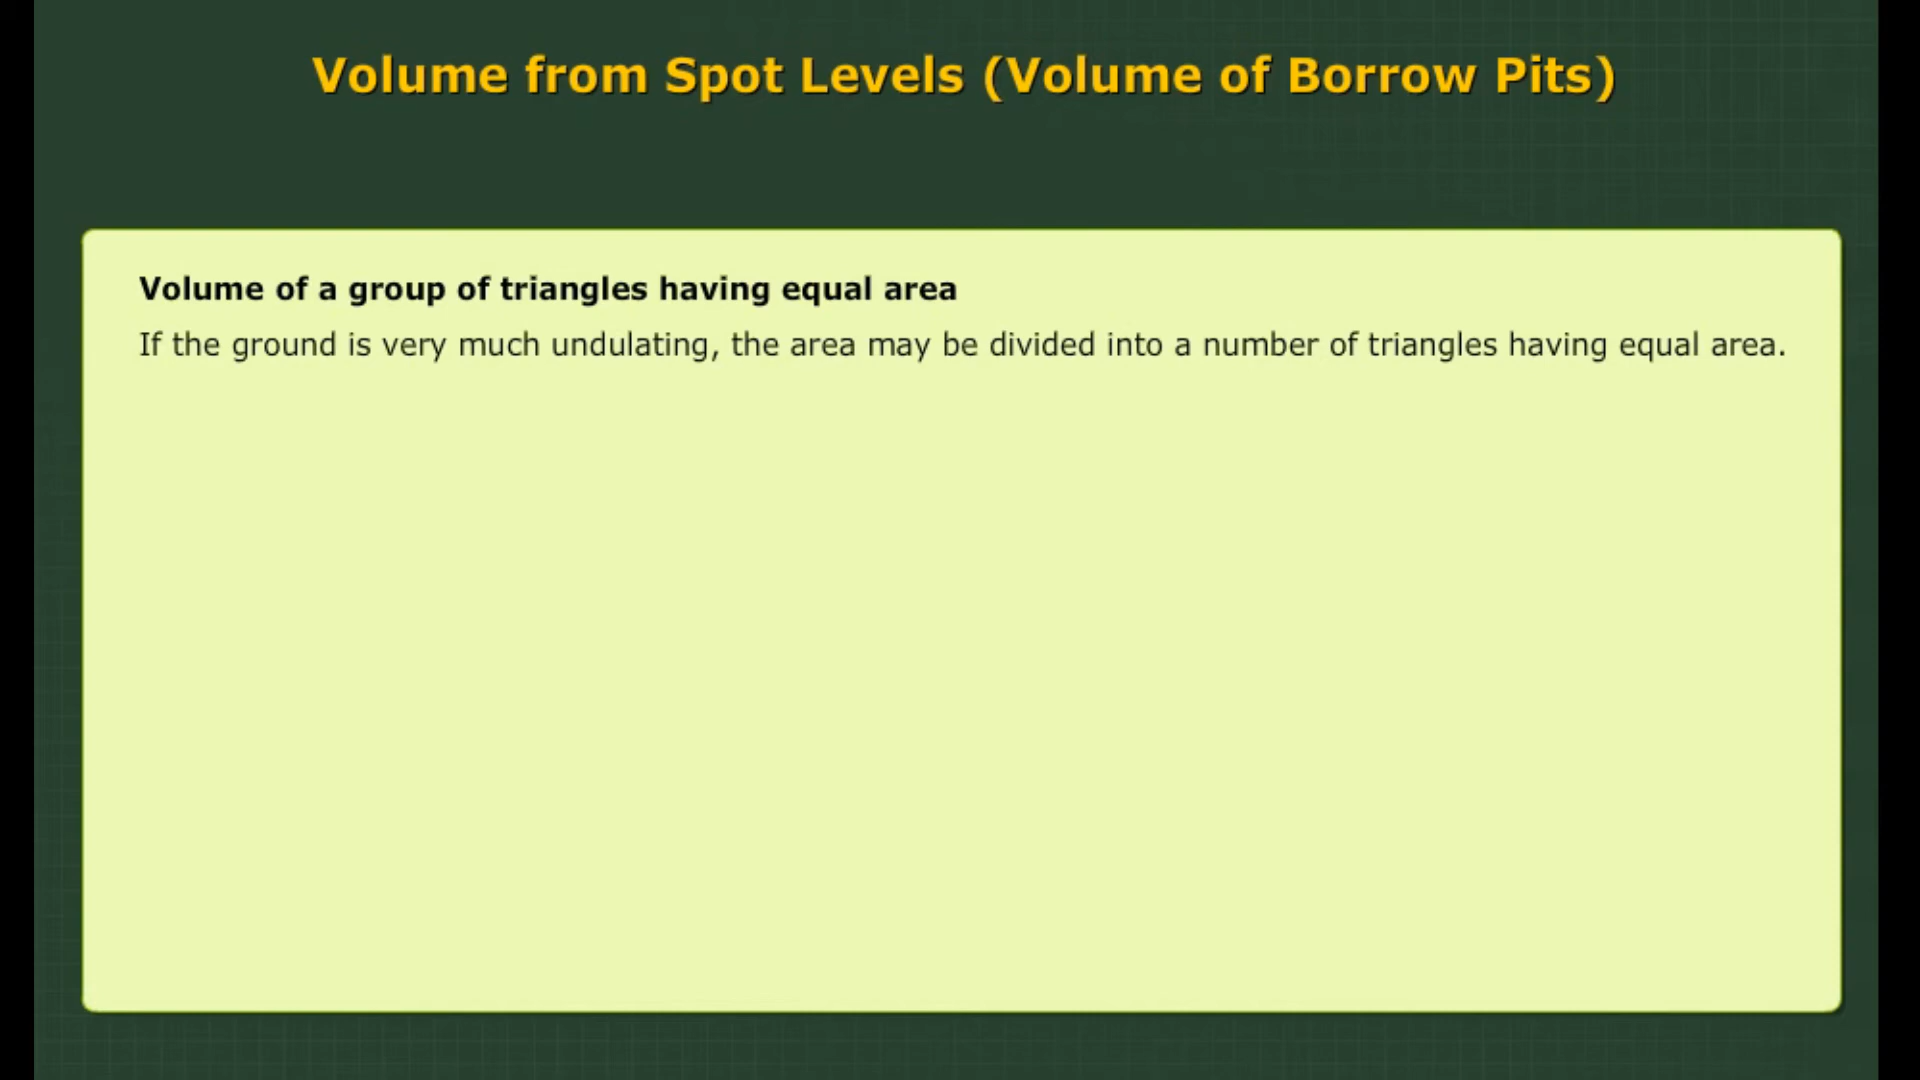 Volume from Spot Levels (Volume of Borrow Pits)
Volume of a group of triangles having equal area
If the ground is very much undulating, the area may be divided into a number of triangles having equal area.